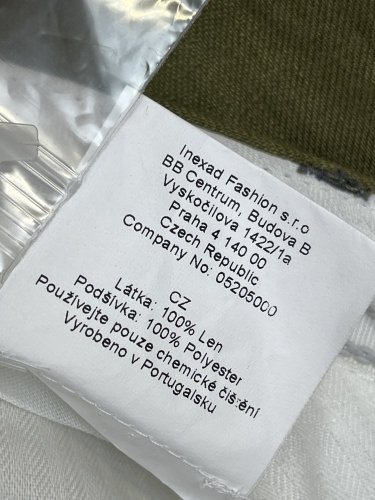 Inexad Fashion s.r.o
BB Centrum, Budova B
Vyskočilova 1422/1a
Praha 4 140 00
Czech Republic
Company No: 05205000
CZ
Látka: 100% Len
Podšívka: 100% Polyester
Používejte pouze chemické čištění
Vyrobeno v Portugalsku